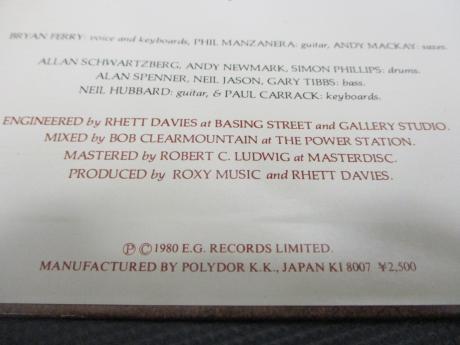 BRYAN FERRY: voice and keyboards, PHIL MANZANERA: guitar, ANDY MACKAY: saxes.
ALLAN SCHWARTZBERG, ANDY NEWMARK, SIMON PHILLIPS: drums.
ALAN SPENNER, NEIL JASON, GARY TIBBS: bass.
NEIL HUBBARD: guitar, & PAUL CARRACK: keyboards.
ENGINEERED by RHETT DAVIES at BASING STREET and GALLERY STUDIO.
MIXED by BOB CLEARMOUNTAIN at THE POWER STATION.
MASTERED by ROBERT C. LUDWIG at MASTERDISC.
PRODUCED by ROXY MUSIC and RHETT DAVIES.
Ⓟ © 1980 E.G. RECORDS LIMITED.
MANUFACTURED BY POLYDOR K.K., JAPAN KI 8007 ¥2,500